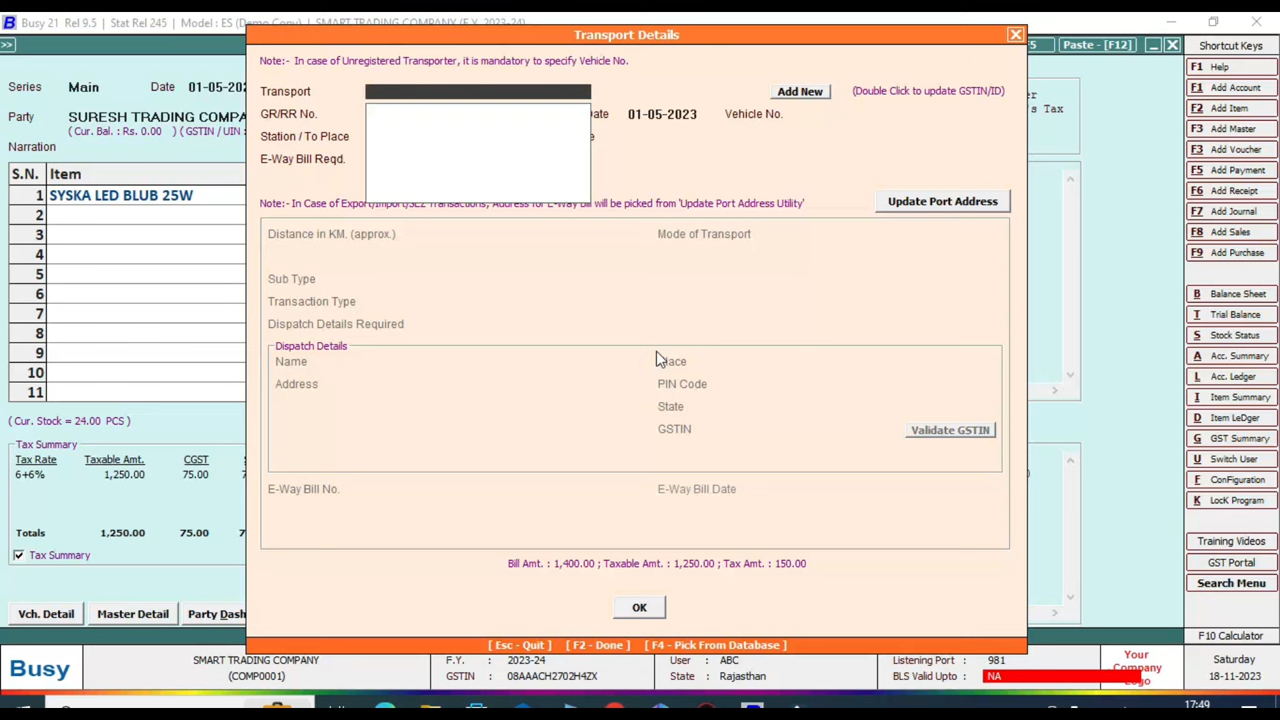 Busy 21 Rel 9.5 | Stat Rel 245 | Model : ES (Demo Copy) SMART TRADING COMPANY (F.Y. 2023-24)
Transport Details
>>
Paste - [F12]
Shortcut Keys
Note:- In case of Unregistered Transporter, it is mandatory to specify Vehicle No.
F1 Help
Series Main Date 01-05-202
Transport Add New (Double Click to update GSTIN/ID)
F1 Add Account
's Tax
F2 Add Item
Party SURESH TRADING COMPA
GR/RR No. 01-05-2023 Vehicle No.
(Cur. Bal. : Rs. 0.00 ) ( GSTIN / UIN :
F3 Add Master
Narration
Station / To Place
F3 Add Voucher
E-Way Bill Reqd.
S.N. Item
F5 Add Payment
1 SYSKA LED BLUB 25W
F6 Add Receipt
Note:- In Case of Export/Import/SEZ Transactions, Address for E-Way Bill will be picked from 'Update Port Address Utility'
Update Port Address
2
F7 Add Journal
3
Distance in KM. (approx.) Mode of Transport
F8 Add Sales
4
F9 Add Purchase
5
Sub Type
6
B Balance Sheet
Transaction Type
7
T Trial Balance
Dispatch Details Required
8
S Stock Status
Dispatch Details
9
A Acc. Summary
Name
10
L Acc. Ledger
Address PIN Code
11
I Item Summary
State
( Cur. Stock = 24.00 PCS )
D Item LeDger
GSTIN Validate GSTIN
G GST Summary
Tax Summary
U Switch User
Tax Rate Taxable Amt. CGST
6+6% 1,250.00 75.00
F ConFiguration
E-Way Bill No. E-Way Bill Date
K LocK Program
Totals 1,250.00 75.00
Training Videos
Tax Summary
Bill Amt. : 1,400.00 ; Taxable Amt. : 1,250.00 ; Tax Amt. : 150.00
GST Portal
Search Menu
OK
Vch. Detail Master Detail Party Dash
F10 Calculator
[ Esc - Quit ] [ F2 - Done ] [ F4 - Pick From Database ]
Busy
SMART TRADING COMPANY
(COMP0001)
F.Y. : 2023-24
GSTIN : 08AAACH2702H4ZX
User : ABC
State : Rajasthan
Listening Port : 981
BLS Valid Upto : NA
Your
Company
Logo
Saturday
18-11-2023
17:49